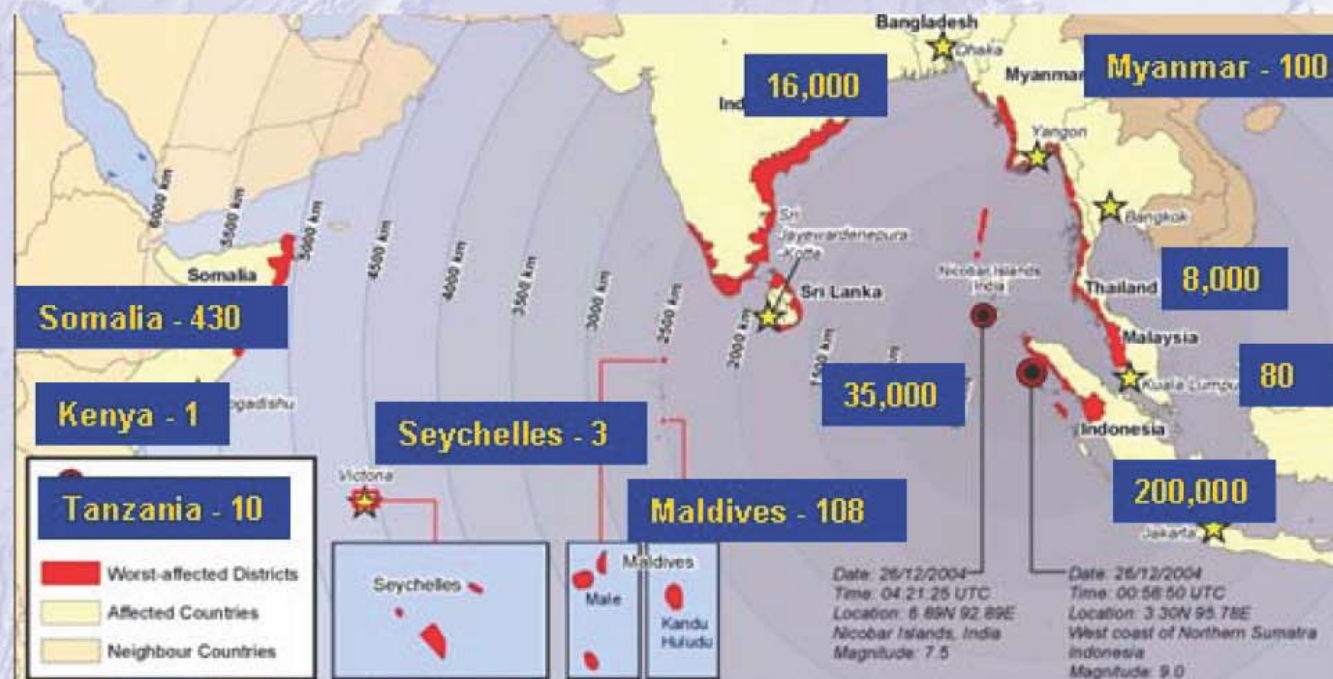 Bangladesh
Dhaka
Myanmar - 100
Myanmar
16,000
Yangon
6000 km
5500 km
5000 km
4500 km
4000 km
3500 km
3000 km
2500 km
2000 km
1500 km
Sri
Jayewardenepura
-Kotte
Bangkok
Somalia
Nicobar Islands,
India
Sri Lanka
Thailand
8,000
Somalia - 430
Malaysia
Kuala Lumpu
80
35,000
Kenya - 1
ogadishu
Seychelles - 3
Indonesia
Victoria
200,000
Tanzania - 10
Maldives - 108
Jakarta
Worst-affected Districts
Affected Countries
Neighbour Countries
Seychelles
Maldives
Male
Kandu
Huludu
Date: 26/12/2004
Time: 04:21:25 UTC
Location: 6.89N 92.89E
Nicobar Islands, India
Magnitude: 7.5
Date: 26/12/2004
Time: 00:58:50 UTC
Location: 3.30N 95.78E
West coast of Northern Sumatra
Indonesia
Magnitude: 9.0